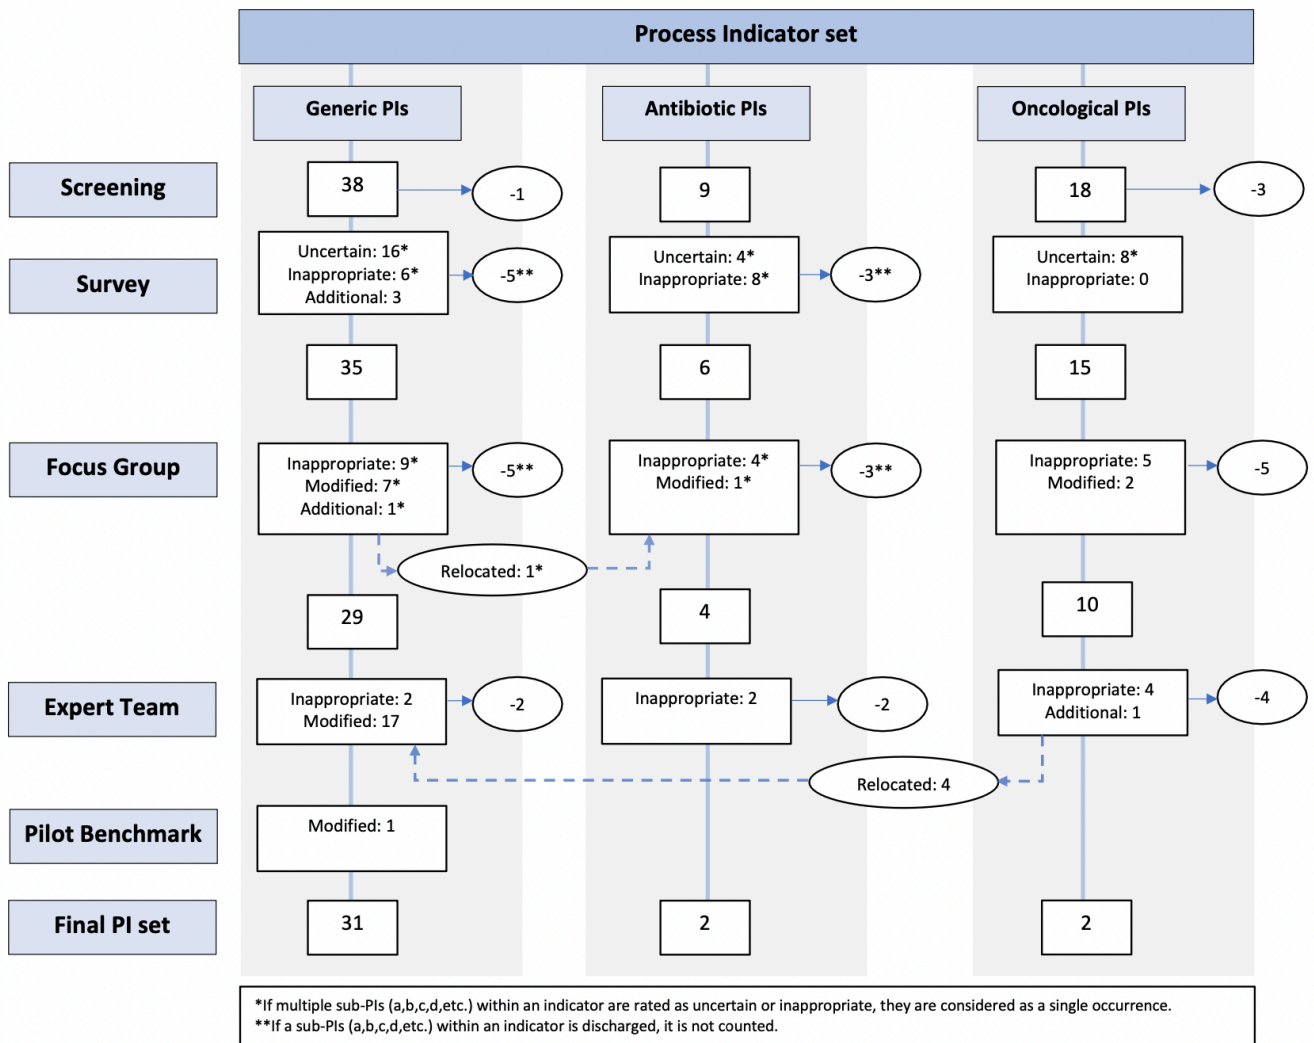 Process Indicator set
Generic PIs
Antibiotic PIs
Oncological PIs
Screening
38
-1
9
18
-3
Survey
Uncertain: 16*
Inappropriate: 6*
Additional: 3
-5**
Uncertain: 4*
Inappropriate: 8*
-3**
Uncertain: 8*
Inappropriate: 0
35
6
15
Focus Group
Inappropriate: 9*
Modified: 7*
Additional: 1*
-5**
Inappropriate: 4*
Modified: 1*
-3**
Inappropriate: 5
Modified: 2
-5
Relocated: 1*
29
4
10
Expert Team
Inappropriate: 2
Modified: 17
-2
Inappropriate: 2
-2
Inappropriate: 4
Additional: 1
-4
Relocated: 4
Pilot Benchmark
Modified: 1
Final PI set
31
2
2
*If multiple sub-PIs (a,b,c,d,etc.) within an indicator are rated as uncertain or inappropriate, they are considered as a single occurrence.
**If a sub-PIs (a,b,c,d,etc.) within an indicator is discharged, it is not counted.